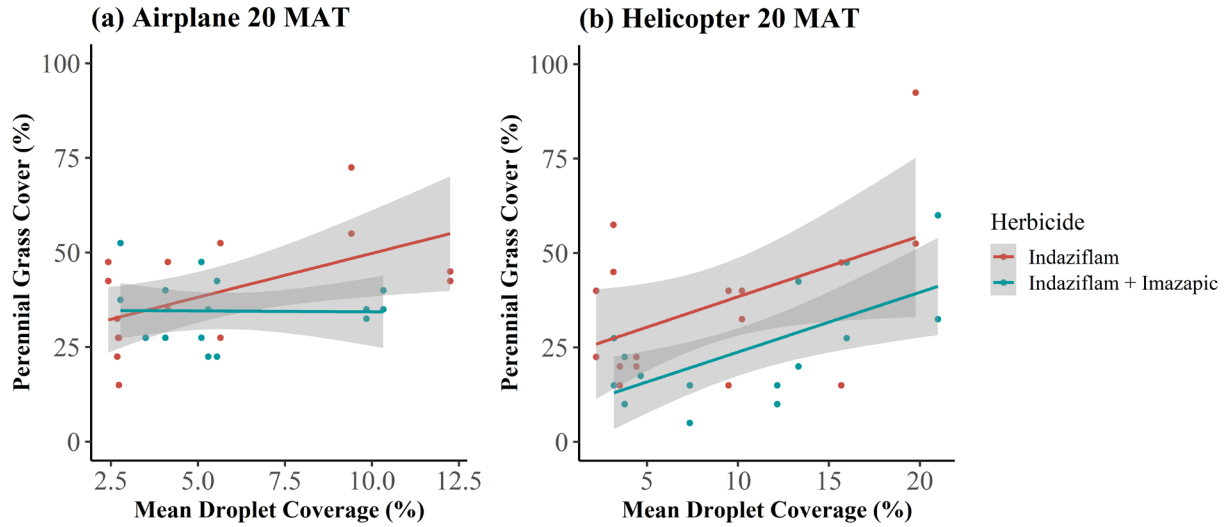 (a) Airplane 20 MAT
Perennial Grass Cover (%)
100
75
50
25
0
2.5 5.0 7.5 10.0 12.5
Mean Droplet Coverage (%)
(b) Helicopter 20 MAT
Perennial Grass Cover (%)
100
75
50
25
0
5 10 15 20
Mean Droplet Coverage (%)
Herbicide
Indaziflam
Indaziflam + Imazapic